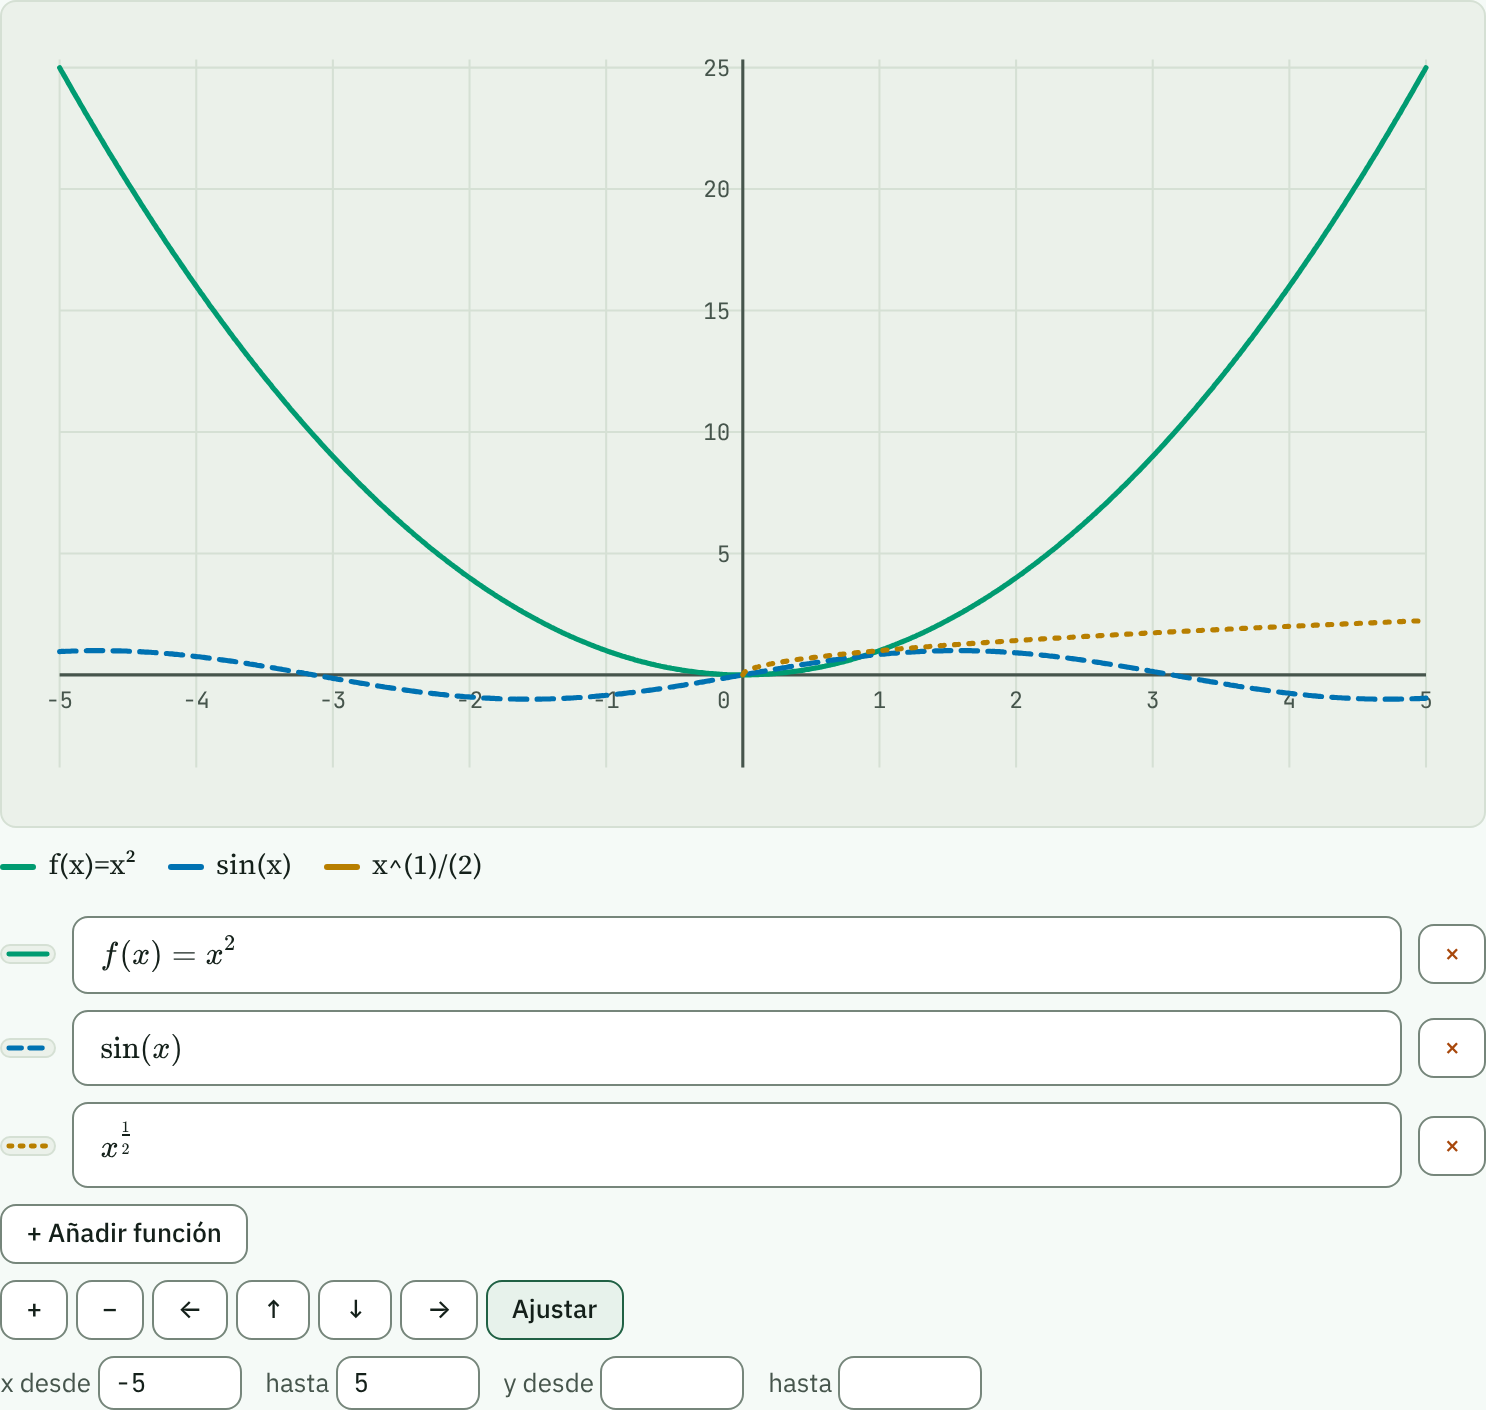 25
20
15
10
5
-5 -4 -3 -2 -1 0 1 2 3 4 5
f(x)=x² sin(x) x^(1)/(2)
f(x) = x² ×
sin(x) ×
x^{1/2} ×
+ Añadir función
+ − ← ↑ ↓ → Ajustar
x desde -5 hasta 5 y desde hasta